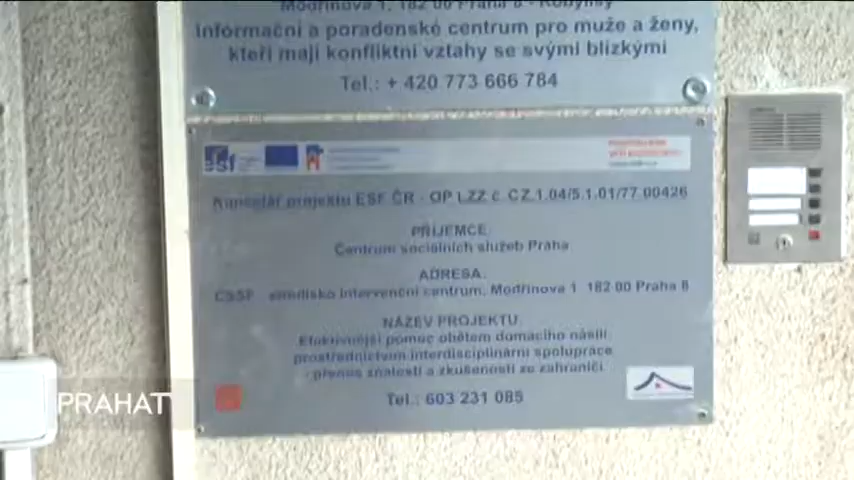 Modřínova 1, 182 00 Praha 8 - Kobylisy
Informační a poradenské centrum pro muže a ženy,
kteří mají konfliktní vztahy se svými blízkými
Tel.: + 420 773 666 784
esf
Kancelář projektu ESF ČR - OP LZZ č. CZ.1.04/5.1.01/77.00426
PŘÍJEMCE:
Centrum sociálních služeb Praha
ADRESA:
CSSP - středisko Intervenční centrum, Modřínova 1 182 00 Praha 8
NÁZEV PROJEKTU:
Efektivnější pomoc obětem domácího násilí
prostřednictvím interdisciplinární spolupráce
- přenos znalostí a zkušeností ze zahraničí
Tel.: 603 231 085
PRAHAT